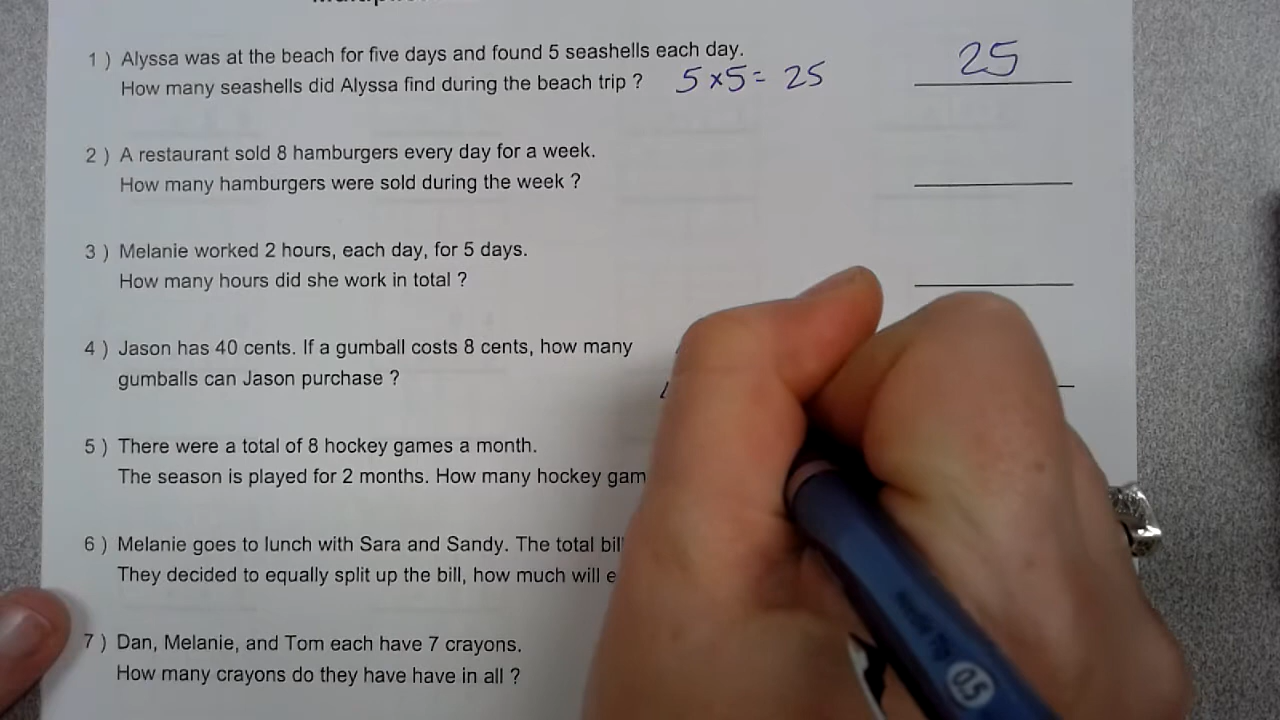 1 ) Alyssa was at the beach for five days and found 5 seashells each day.
25
How many seashells did Alyssa find during the beach trip ? 5 x 5 = 25
2 ) A restaurant sold 8 hamburgers every day for a week.
How many hamburgers were sold during the week ?
3 ) Melanie worked 2 hours, each day, for 5 days.
How many hours did she work in total ?
4 ) Jason has 40 cents. If a gumball costs 8 cents, how many
gumballs can Jason purchase ?
5 ) There were a total of 8 hockey games a month.
The season is played for 2 months. How many hockey gam
6 ) Melanie goes to lunch with Sara and Sandy. The total bil
They decided to equally split up the bill, how much will e
7 ) Dan, Melanie, and Tom each have 7 crayons.
How many crayons do they have have in all ?
0.5